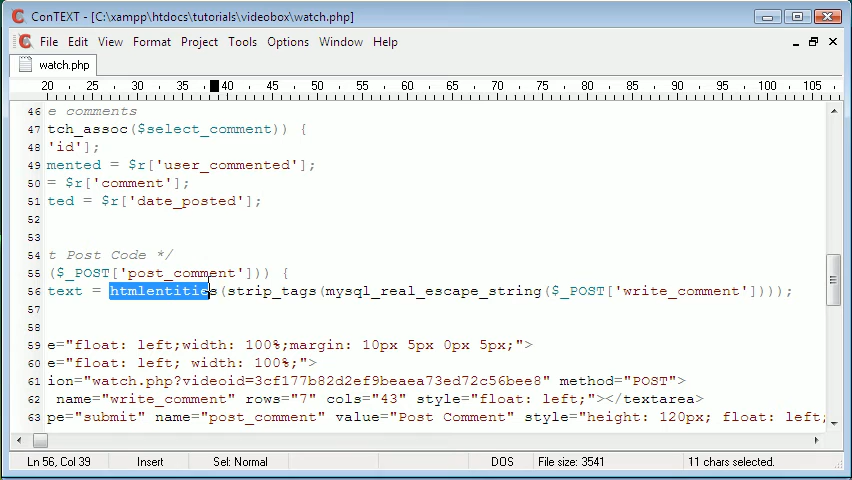 ConTEXT - [C:\xampp\htdocs\tutorials\videobox\watch.php]
File Edit View Format Project Tools Options Window Help
watch.php
20 25 30 35 40 45 50 55 60 65 70 75 80 85 90 95 100 105
46 e comments
47 tch_assoc($select_comment)) {
48 'id'];
49 mented = $r['user_commented'];
50 = $r['comment'];
51 ted = $r['date_posted'];
52
53
54 t Post Code */
55 ($_POST['post_comment'])) {
56 text = htmlentities(strip_tags(mysql_real_escape_string($_POST['write_comment'])));
57
58
59 e="float: left;width: 100%;margin: 10px 5px 0px 5px;">
60 e="float: left; width: 100%;">
61 ion="watch.php?videoid=3cf177b82d2ef9beaea73ed72c56bee8" method="POST">
62 name="write_comment" rows="7" cols="43" style="float: left;"></textarea>
63 pe="submit" name="post_comment" value="Post Comment" style="height: 120px; float: left;
Ln 56, Col 39 Insert Sel: Normal DOS File size: 3541 11 chars selected.